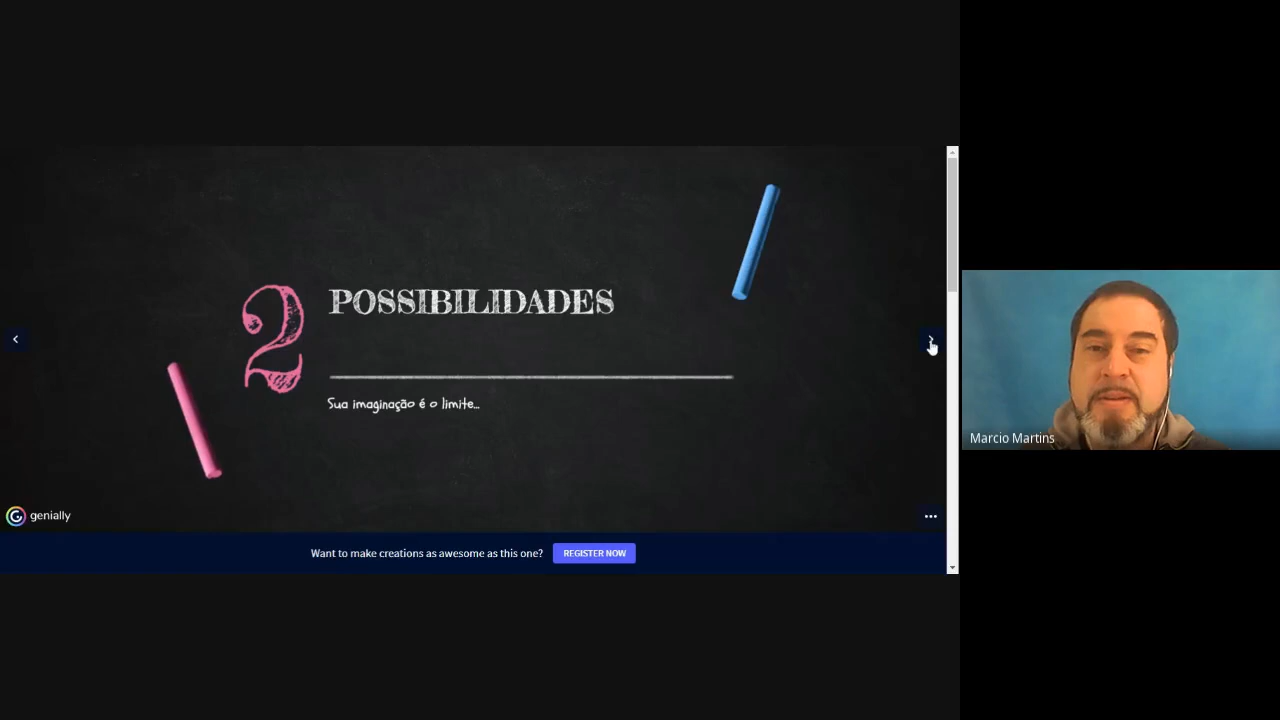 2
POSSIBILIDADES
Sua imaginação é o limite...
genially
Want to make creations as awesome as this one?
REGISTER NOW
Marcio Martins